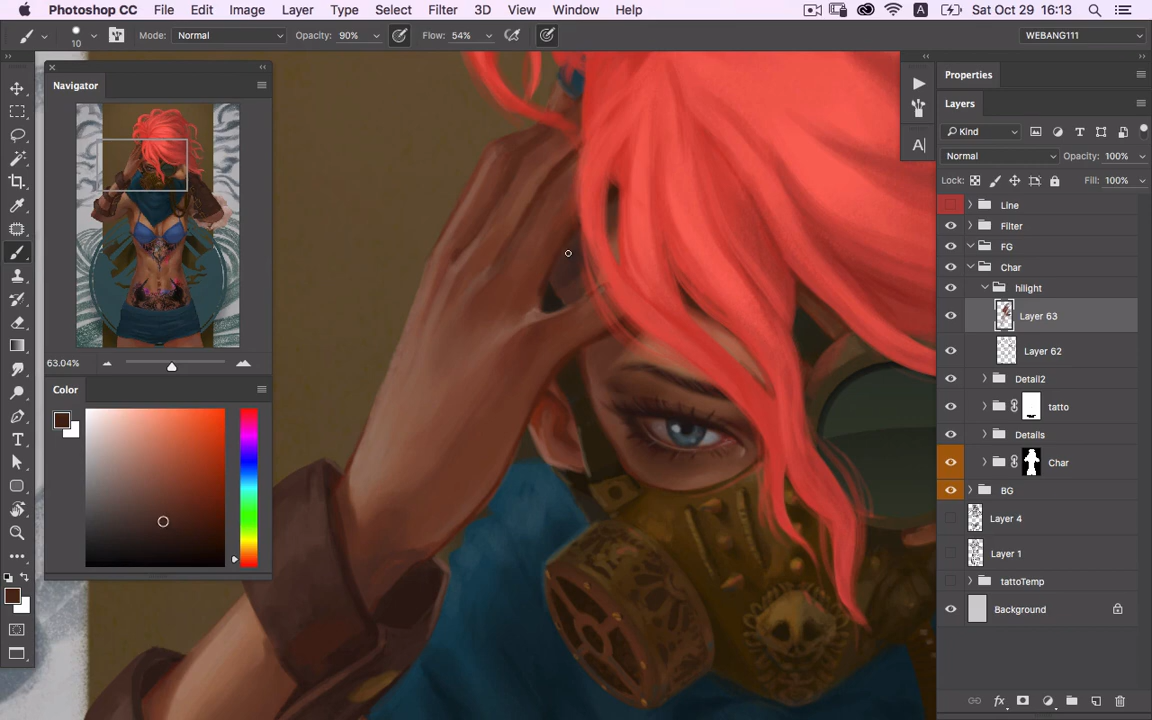 Photoshop CC File Edit Image Layer Type Select Filter 3D View Window Help A Sat Oct 29 16:13
10 Mode: Normal Opacity: 90% Flow: 54% WEBANG111
Navigator
63.04%
Color
A
Properties
Layers
Kind
Normal Opacity: 100%
Lock: Fill: 100%
Line
Filter
FG
Char
hilight
Layer 63
Layer 62
Detail2
tatto
Details
Char
BG
Layer 4
Layer 1
tattoTemp
Background
fx